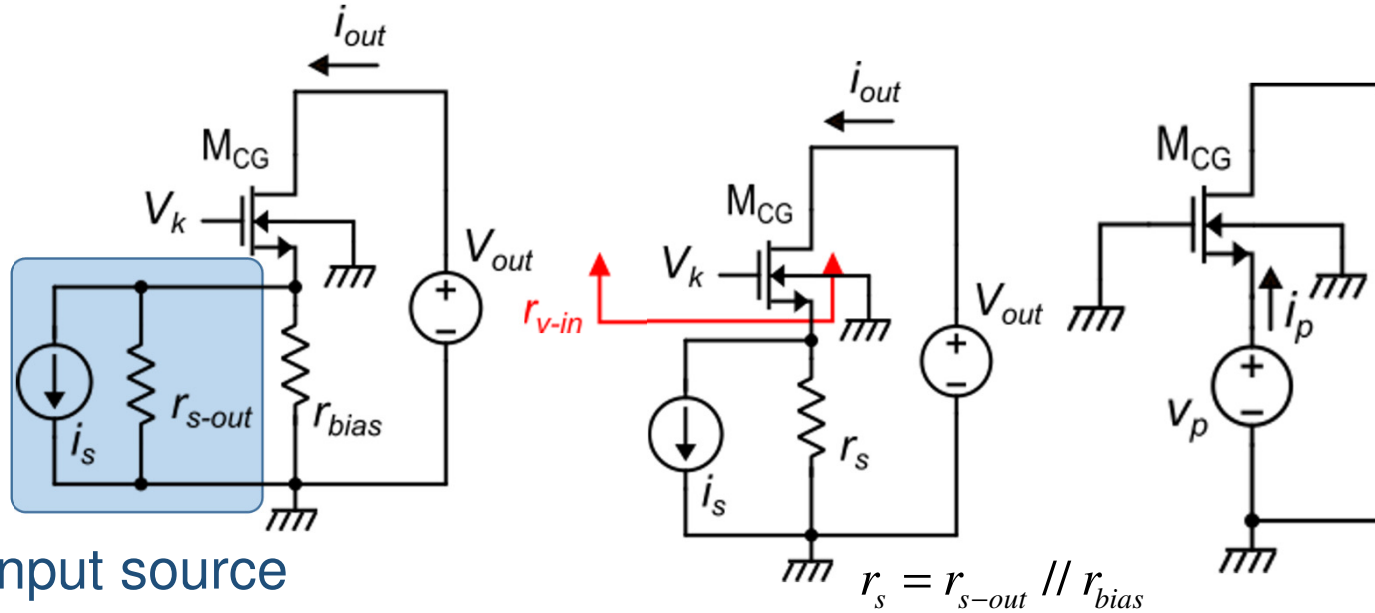 i_out
M_CG
V_k
V_out
+
−
r_s-out
r_bias
i_s
i_out
M_CG
V_k
r_v-in
V_out
+
−
r_s
i_s
M_CG
i_p
+
−
v_p
nput source
r_s = r_s−out // r_bias